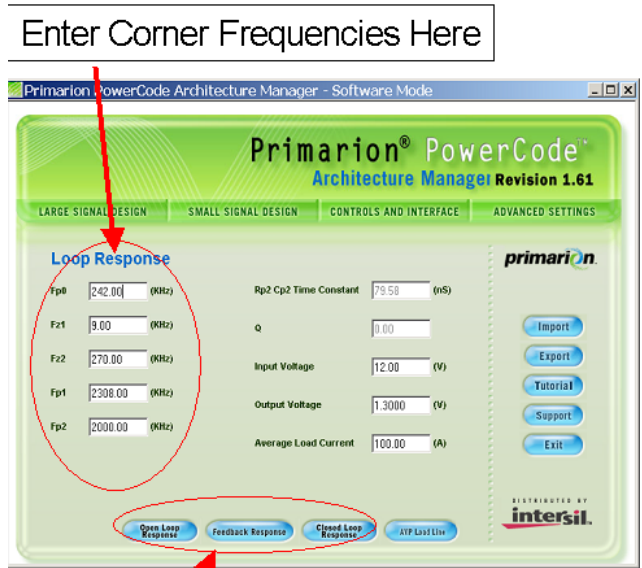 Enter Corner Frequencies Here
Primarion PowerCode Architecture Manager - Software Mode
Primarion® PowerCode™
Architecture Manager Revision 1.61
LARGE SIGNAL DESIGN SMALL SIGNAL DESIGN CONTROLS AND INTERFACE ADVANCED SETTINGS
Loop Response
primarion.
Fp0 242.00 (KHz) Rp2 Cp2 Time Constant 79.58 (nS)
Fz1 9.00 (KHz) Q 0.00 Import
Fz2 270.00 (KHz) Input Voltage 12.00 (V) Export
Fp1 2308.00 (KHz) Output Voltage 1.3000 (V) Tutorial
Support
Fp2 2000.00 (KHz) Average Load Current 100.00 (A) Exit
DISTRIBUTED BY
intersil.
Open Loop Response Feedback Response Closed Loop Response AVP Load Line